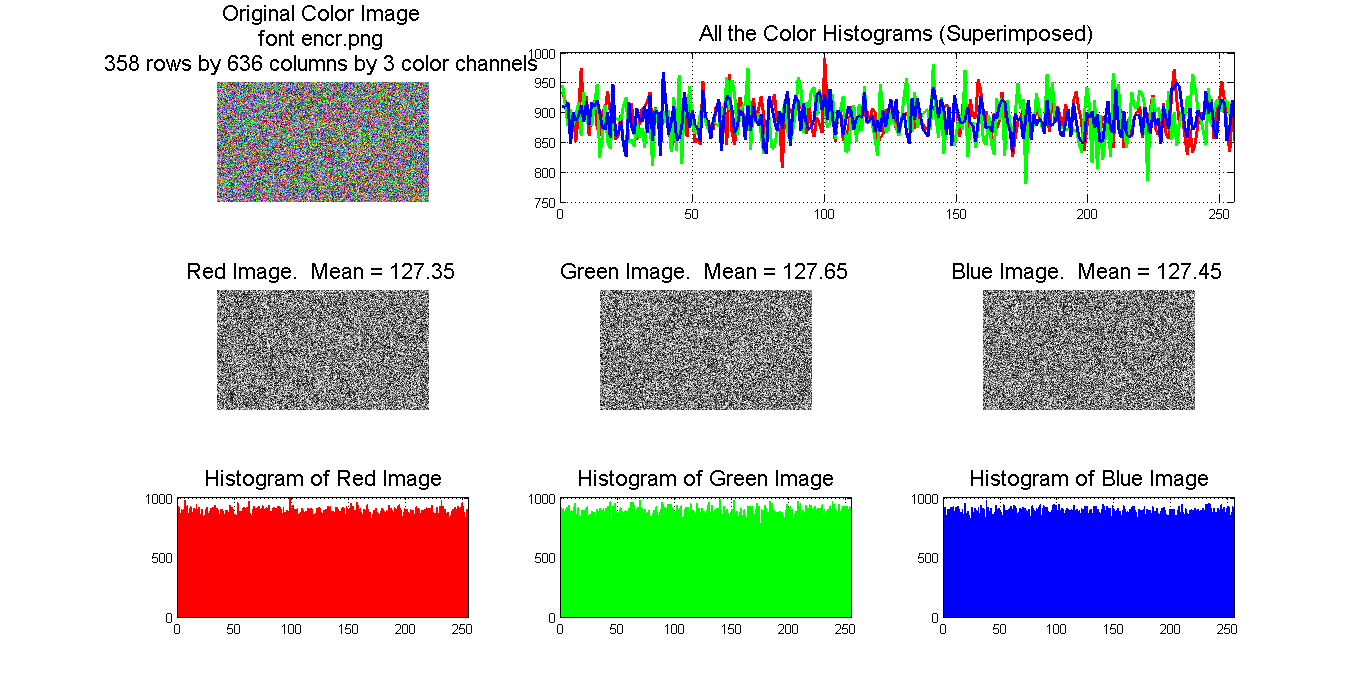 Original Color Image
font encr.png
358 rows by 636 columns by 3 color channels
All the Color Histograms (Superimposed)
1000
950
900
850
800
750
0 50 100 150 200 250
Red Image.  Mean = 127.35
Green Image.  Mean = 127.65
Blue Image.  Mean = 127.45
Histogram of Red Image
1000
500
0
0 50 100 150 200 250
Histogram of Green Image
1000
500
0
0 50 100 150 200 250
Histogram of Blue Image
1000
500
0
0 50 100 150 200 250